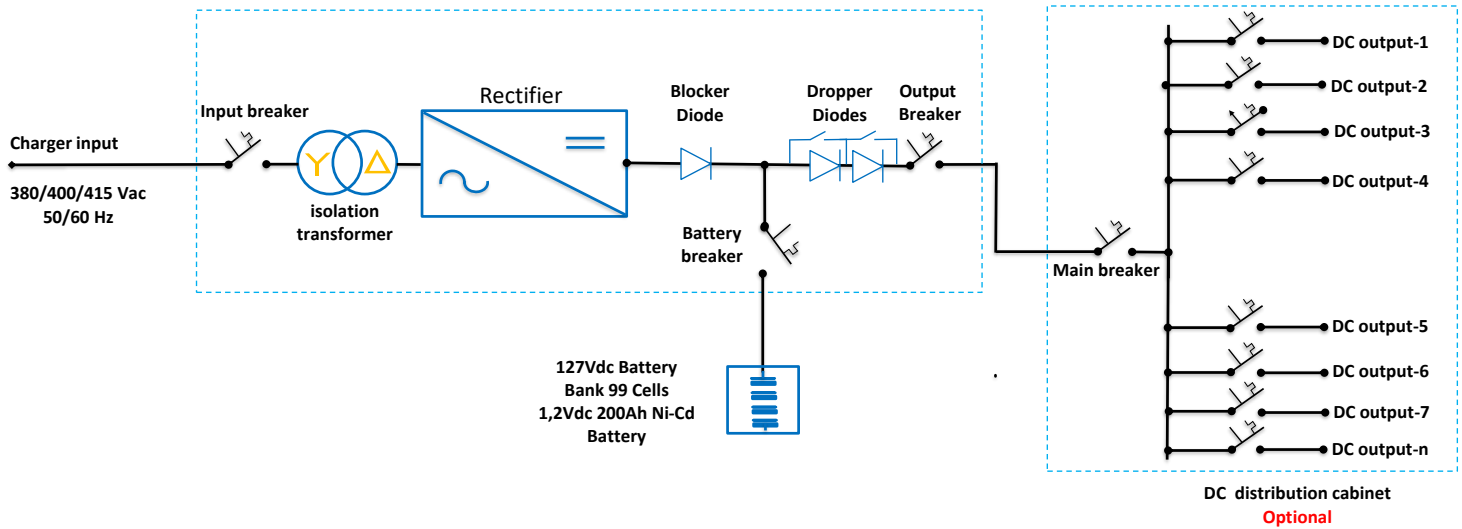 Charger input
380/400/415 Vac
50/60 Hz
Input breaker
isolation
transformer
Rectifier
Blocker
Diode
Dropper
Diodes
Output
Breaker
Battery
breaker
127Vdc Battery
Bank 99 Cells
1,2Vdc 200Ah Ni-Cd
Battery
Main breaker
DC output-1
DC output-2
DC output-3
DC output-4
DC output-5
DC output-6
DC output-7
DC output-n
DC distribution cabinet
Optional